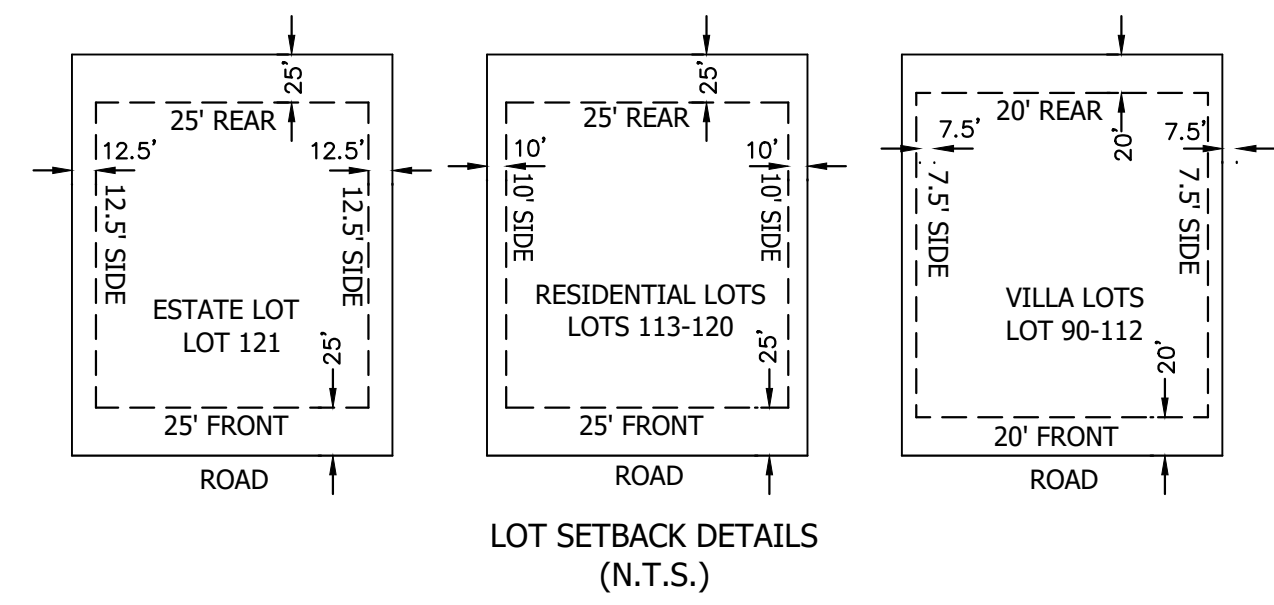 25'
25' REAR
12.5'
12.5'
12.5' SIDE
12.5' SIDE
ESTATE LOT
LOT 121
25'
25' FRONT
ROAD
25'
25' REAR
10'
10'
10' SIDE
10' SIDE
RESIDENTIAL LOTS
LOTS 113-120
25'
25' FRONT
ROAD
20' REAR
20'
7.5'
7.5'
7.5' SIDE
7.5' SIDE
VILLA LOTS
LOT 90-112
20'
20' FRONT
ROAD
LOT SETBACK DETAILS
(N.T.S.)